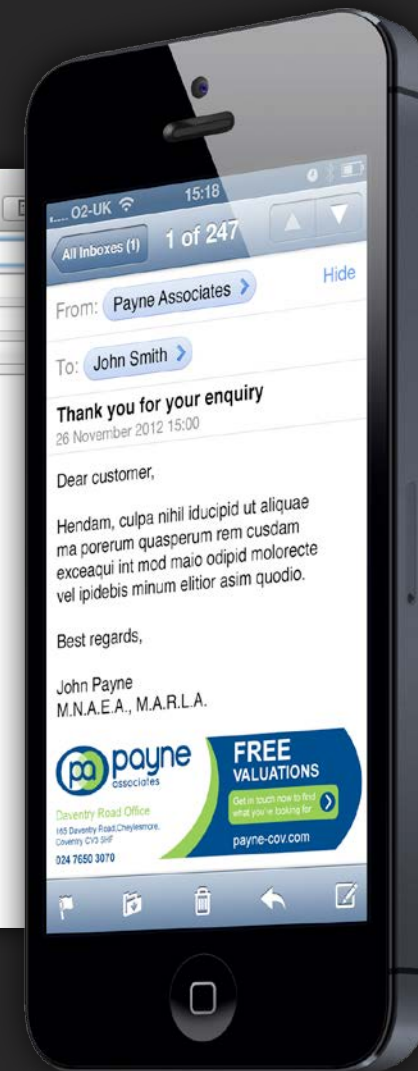 O2-UK 15:18
All Inboxes (1) 1 of 247
From: Payne Associates Hide
To: John Smith
Thank you for your enquiry
26 November 2012 15:00
Dear customer,
Hendam, culpa nihil iducipid ut aliquae
ma porerum quasperum rem cusdam
exceaqui int mod maio odipid molorecte
vel ipidebis minum elitior asim quodio.
Best regards,
John Payne
M.N.A.E.A., M.A.R.L.A.
pa payne
associates
Daventry Road Office
165 Daventry Road,Cheylesmore,
Coventry CV3 5HF
024 7650 3070
FREE
VALUATIONS
Get in touch now to find
what you're looking for
payne-cov.com